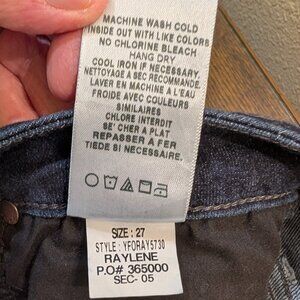 MACHINE WASH COLD
INSIDE OUT WITH LIKE COLORS
NO CHLORINE BLEACH
HANG DRY
COOL IRON IF NECESSARY.
NETTOYAGE A SEC RECOMMANDE.
LAVER EN MACHINE A L'EAU
FROIDE AVEC COULEURS
SIMILAIRES
CHLORE INTERDIT
SE' CHER A PLAT
REPASSER A FER
TIEDE SI NECESSAIRE.
SIZE : 27
STYLE : YFORAY5730
RAYLENE
P.O# 365000
SEC- 05